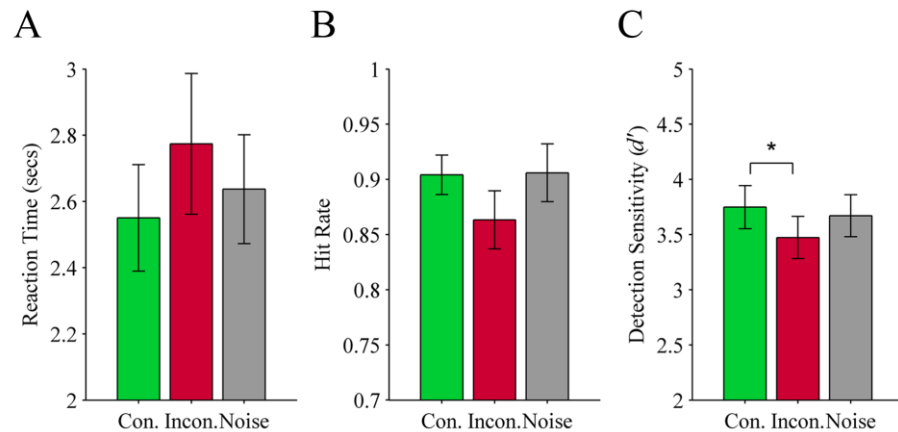 A
B
C
Reaction Time (secs)
3
2.8
2.6
2.4
2.2
2
Con. Incon. Noise
Hit Rate
1
0.95
0.9
0.85
0.8
0.75
0.7
Con. Incon. Noise
Detection Sensitivity (d')
5
4.5
4
3.5
3
2.5
2
*
Con. Incon. Noise